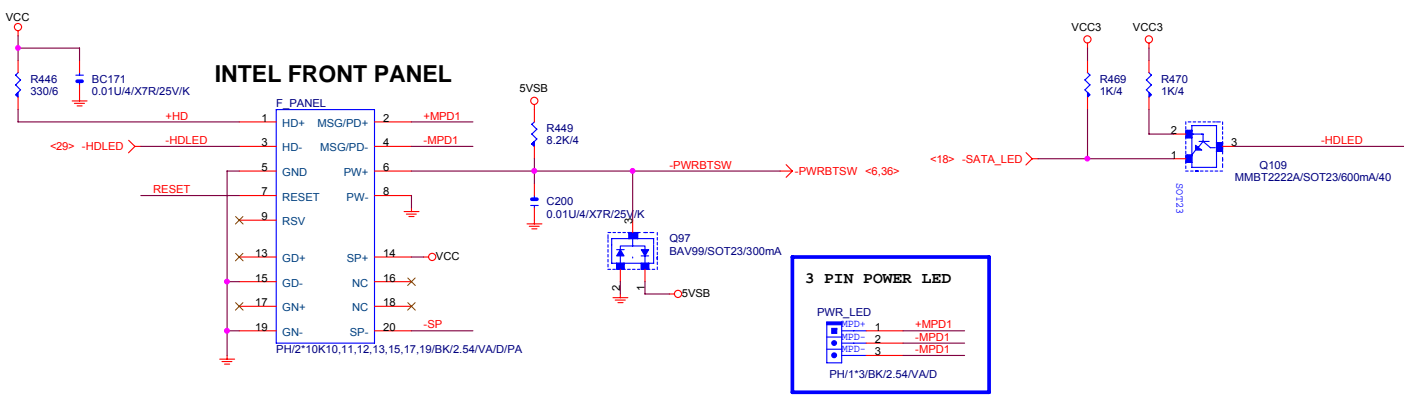 VCC
R446
330/6
BC171
0.01U/4/X7R/25V/K
INTEL FRONT PANEL
F_PANEL
+HD
1 HD+ MSG/PD+ 2
+MPD1
<29> -HDLED
-HDLED
3 HD- MSG/PD- 4
-MPD1
5 GND PW+ 6
RESET
7 RESET PW- 8
9 RSV
13 GD+ SP+ 14
VCC
15 GD- NC 16
17 GN+ NC 18
19 GN- SP- 20
-SP
PH/2*10K10,11,12,13,15,17,19/BK/2.54/VA/D/PA
5VSB
R449
8.2K/4
-PWRBTSW
-PWRBTSW <6,36>
C200
0.01U/4/X7R/25V/K
3
Q97
BAV99/SOT23/300mA
2
1
5VSB
3 PIN POWER LED
PWR_LED
MPD+ 1 +MPD1
MPD- 2 -MPD1
MPD- 3 -MPD1
PH/1*3/BK/2.54/VA/D
VCC3
VCC3
R469
1K/4
R470
1K/4
2
<18> -SATA_LED
1
3
-HDLED
Q109
MMBT2222A/SOT23/600mA/40
SOT23